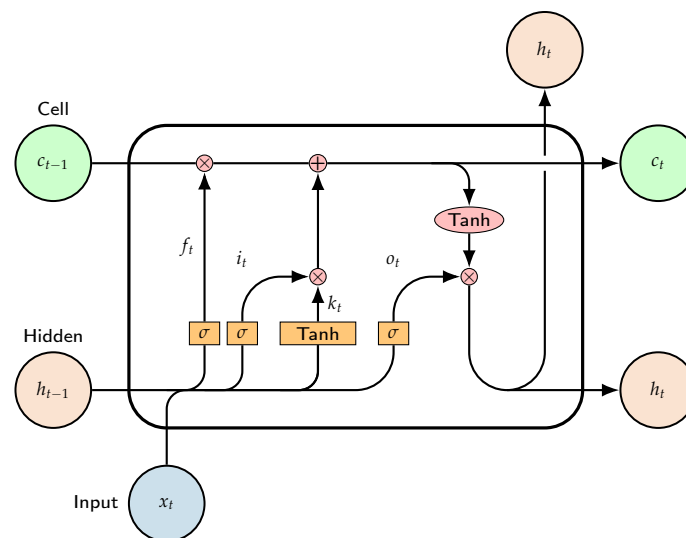 h_t
Cell
c_{t−1}
×
+
c_t
Tanh
f_t
i_t
o_t
×
×
k_t
σ
σ
Tanh
σ
Hidden
h_{t−1}
h_t
Input
x_t